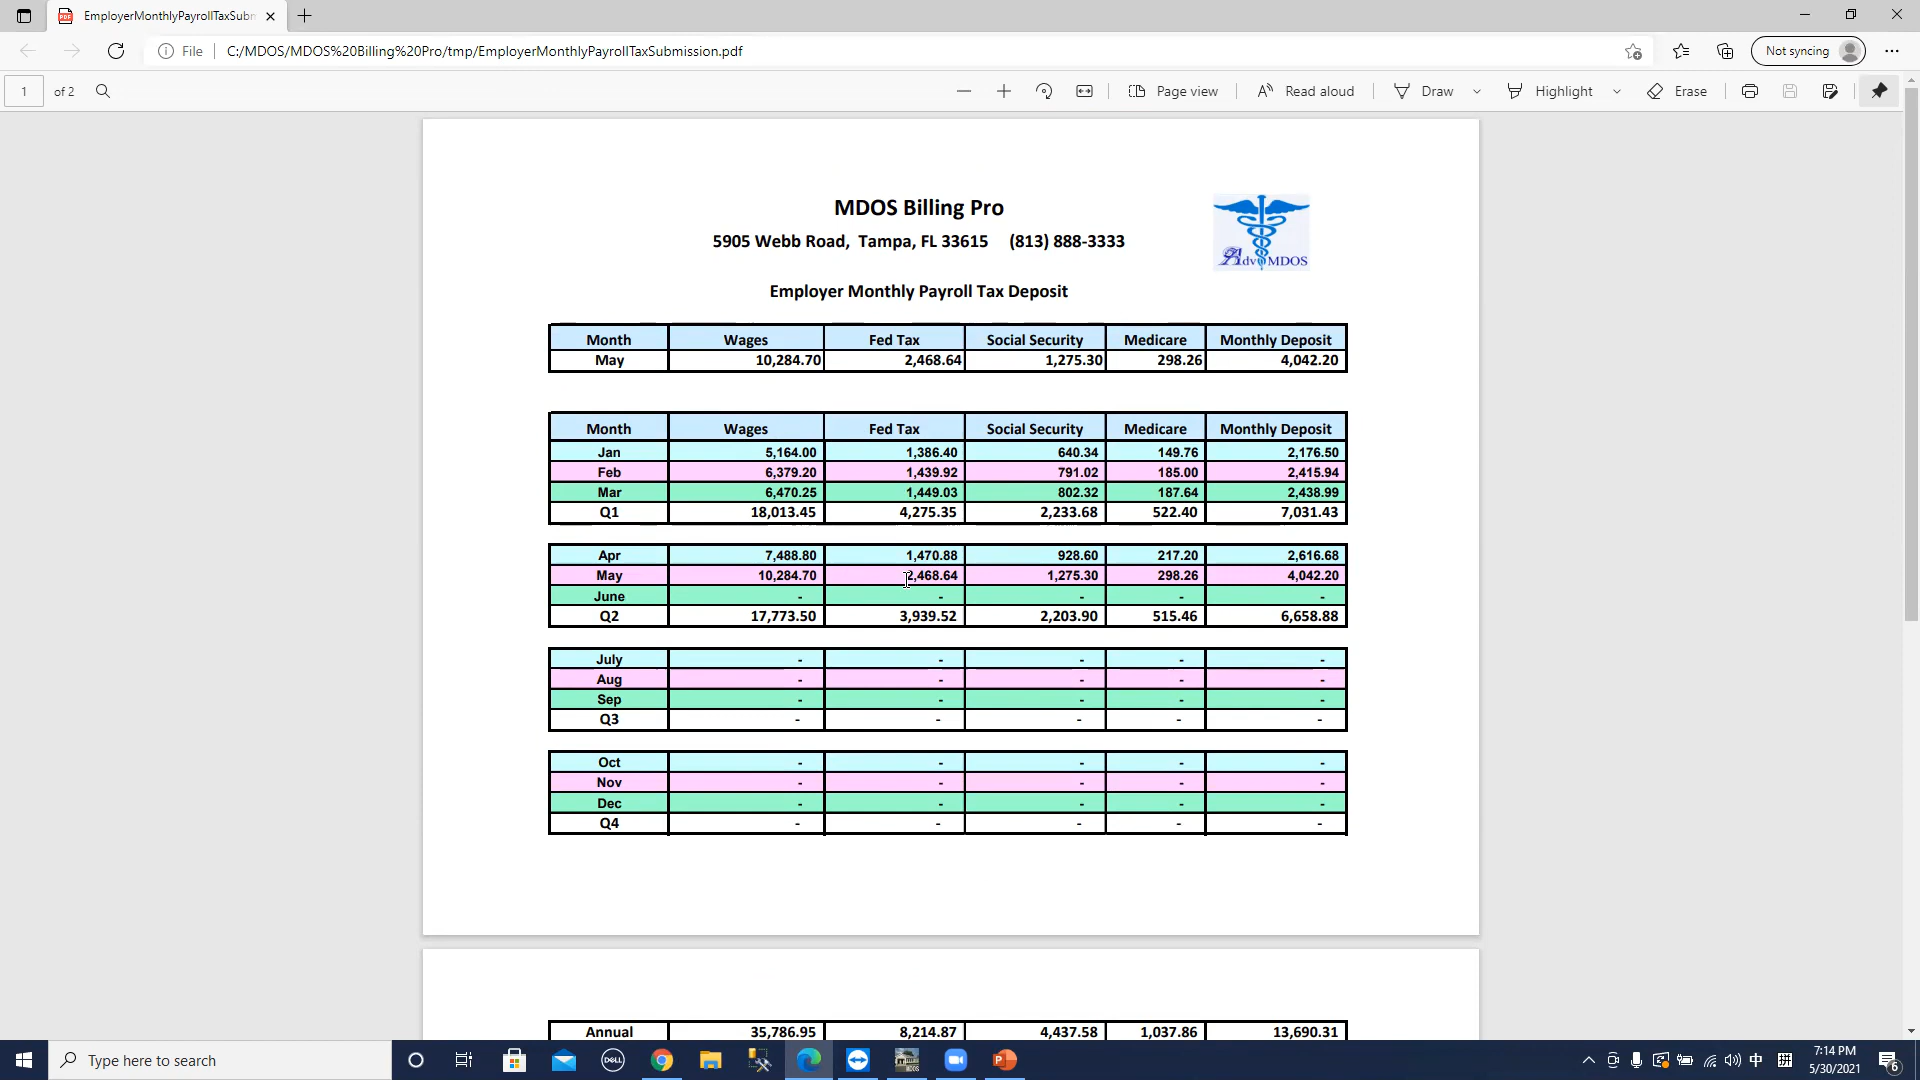 EmployerMonthlyPayrollTaxSubm
File C:/MDOS/MDOS%20Billing%20Pro/tmp/EmployerMonthlyPayrollTaxSubmission.pdf Not syncing
1 of 2 Page view Read aloud Draw Highlight Erase
MDOS Billing Pro
5905 Webb Road, Tampa, FL 33615 (813) 888-3333
AdvMDOS
Employer Monthly Payroll Tax Deposit
Month Wages Fed Tax Social Security Medicare Monthly Deposit
May 10,284.70 2,468.64 1,275.30 298.26 4,042.20
Month Wages Fed Tax Social Security Medicare Monthly Deposit
Jan 5,164.00 1,386.40 640.34 149.76 2,176.50
Feb 6,379.20 1,439.92 791.02 185.00 2,415.94
Mar 6,470.25 1,449.03 802.32 187.64 2,438.99
Q1 18,013.45 4,275.35 2,233.68 522.40 7,031.43
Apr 7,488.80 1,470.88 928.60 217.20 2,616.68
May 10,284.70 2,468.64 1,275.30 298.26 4,042.20
June - - - - -
Q2 17,773.50 3,939.52 2,203.90 515.46 6,658.88
July - - - - -
Aug - - - - -
Sep - - - - -
Q3 - - - - -
Oct - - - - -
Nov - - - - -
Dec - - - - -
Q4 - - - - -
Annual 35,786.95 8,214.87 4,437.58 1,037.86 13,690.31
Type here to search
DELL
MDOS
中 拼
7:14 PM
5/30/2021
6